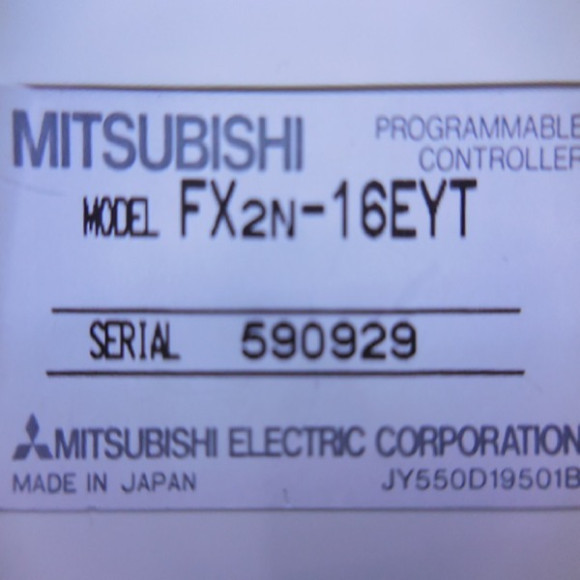 MITSUBISHI
PROGRAMMABLE
CONTROLLER
MODEL FX2N-16EYT
SERIAL 590929
MITSUBISHI ELECTRIC CORPORATION
MADE IN JAPAN JY550D19501B